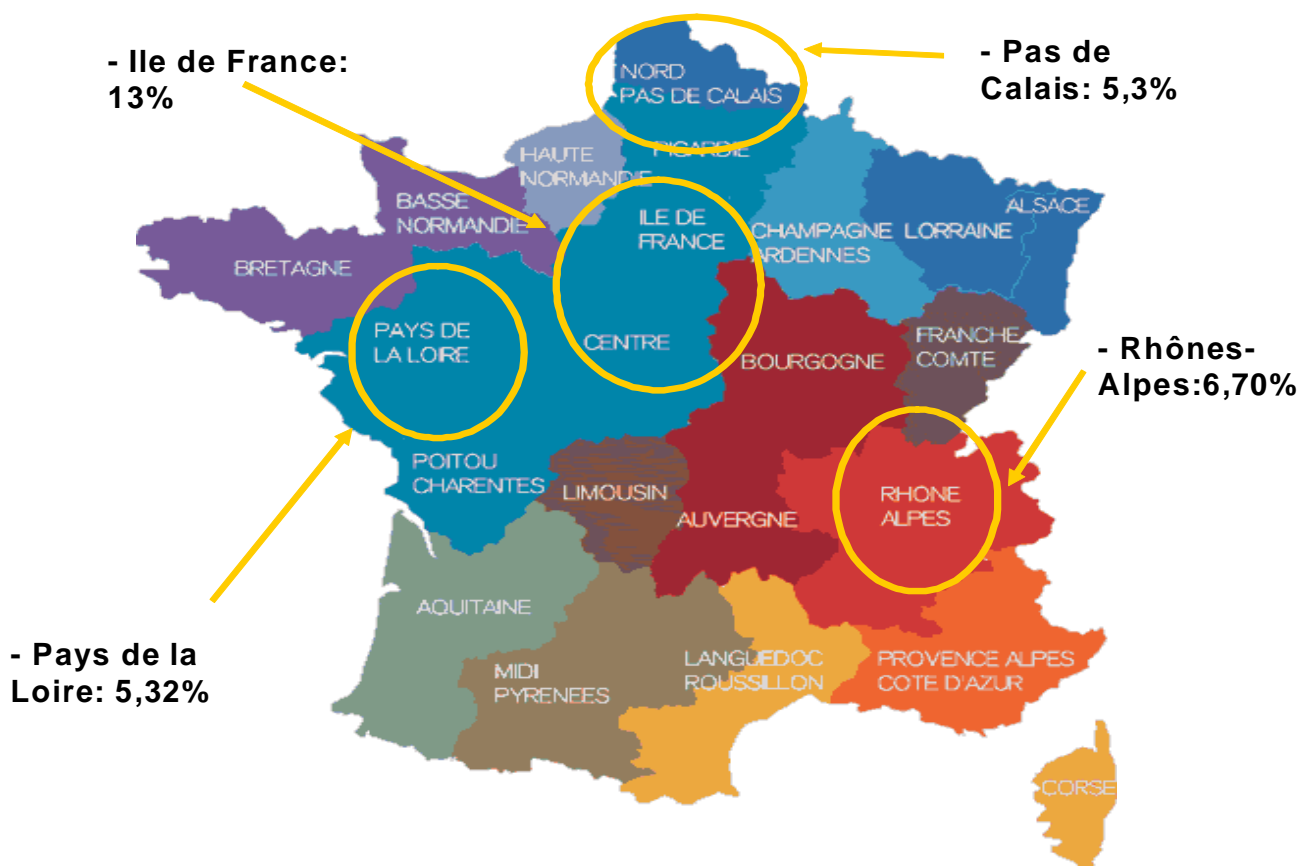 - Ile de France:
13%
- Pas de
Calais: 5,3%
NORD
PAS DE CALAIS
PICARDIE
HAUTE
NORMANDIE
BASSE
NORMANDIE
ILE DE
FRANCE
CHAMPAGNE
ARDENNES
LORRAINE
ALSACE
BRETAGNE
PAYS DE
LA LOIRE
CENTRE
BOURGOGNE
FRANCHE
COMTE
- Rhônes-
Alpes:6,70%
POITOU
CHARENTES
LIMOUSIN
AUVERGNE
RHONE
ALPES
AQUITAINE
- Pays de la
Loire: 5,32%
MIDI
PYRENEES
LANGUEDOC
ROUSSILLON
PROVENCE ALPES
COTE D'AZUR
CORSE